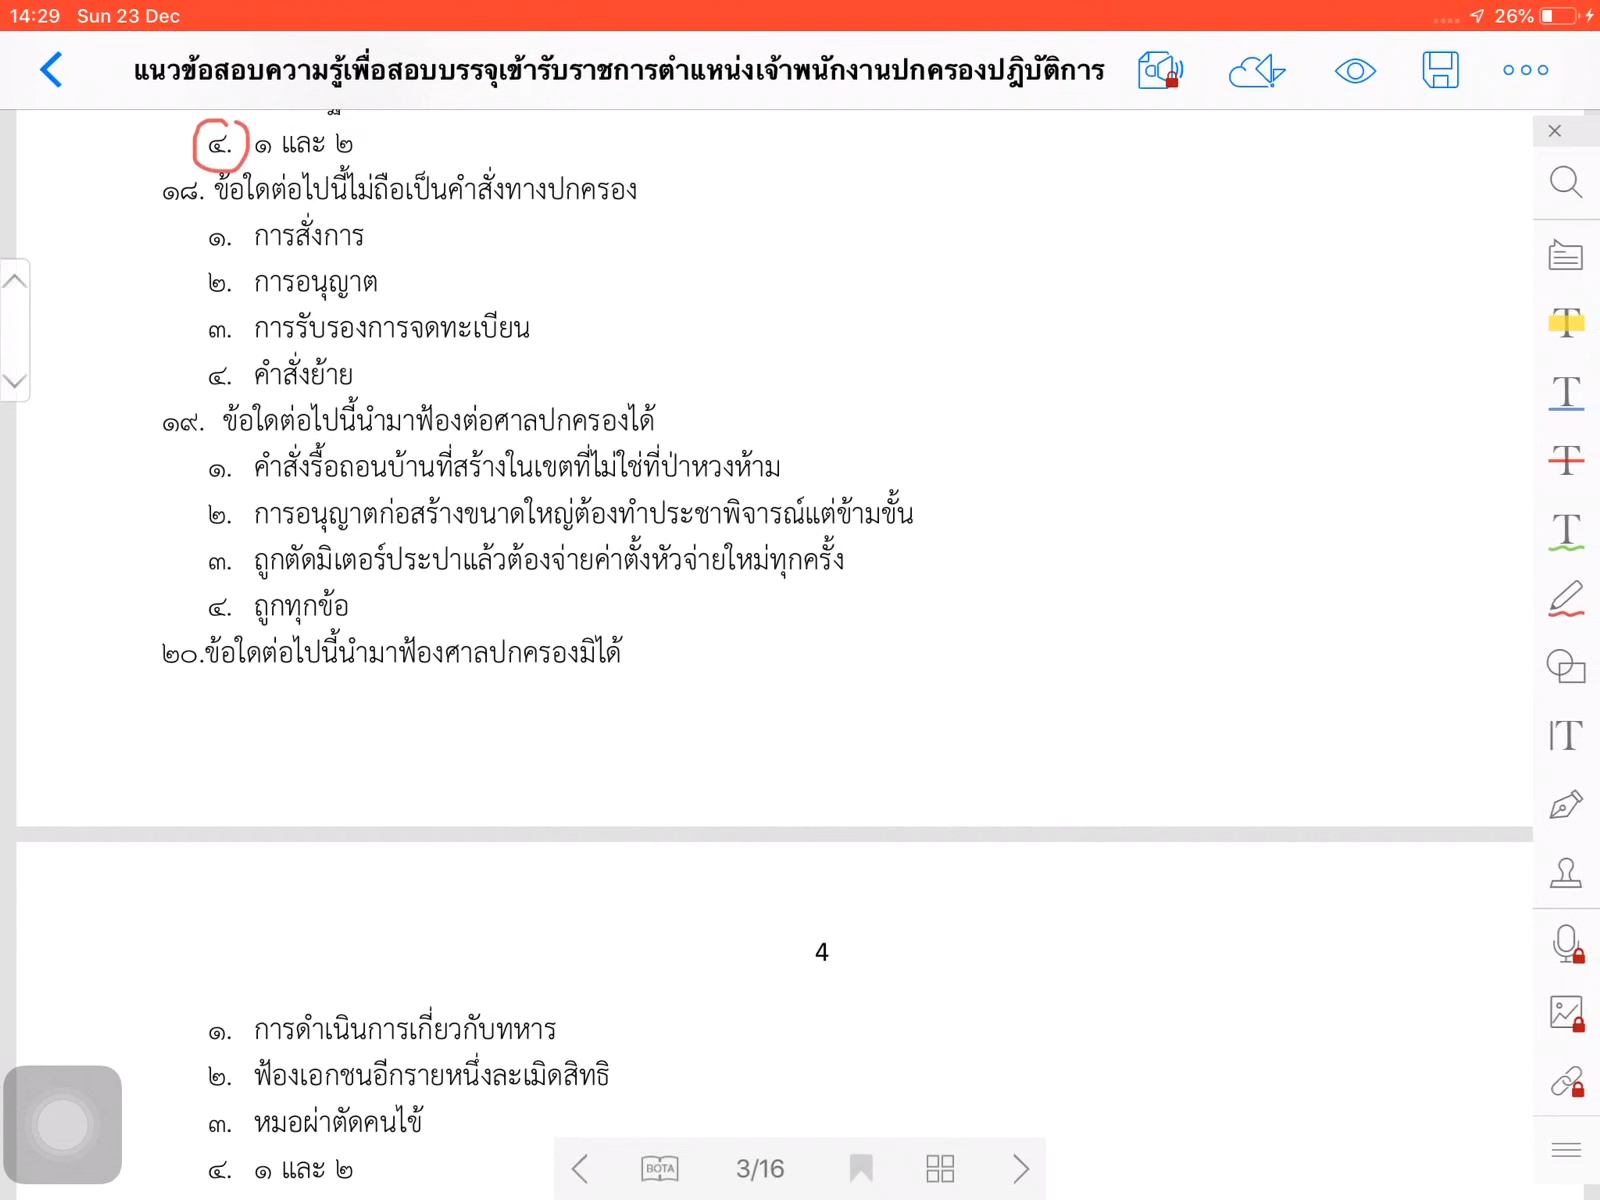 14:29 Sun 23 Dec 26%
แนวข้อสอบความรู้เพื่อสอบบรรจุเข้ารับราชการตำแหน่งเจ้าพนักงานปกครองปฏิบัติการ
๔. ๑ และ ๒
๑๘. ข้อใดต่อไปนี้ไม่ถือเป็นคำสั่งทางปกครอง
๑. การสั่งการ
๒. การอนุญาต
๓. การรับรองการจดทะเบียน
๔. คำสั่งย้าย
๑๙. ข้อใดต่อไปนี้นำมาฟ้องต่อศาลปกครองได้
๑. คำสั่งรื้อถอนบ้านที่สร้างในเขตที่ไม่ใช่ที่ป่าหวงห้าม
๒. การอนุญาตก่อสร้างขนาดใหญ่ต้องทำประชาพิจารณ์แต่ข้ามขั้น
๓. ถูกตัดมิเตอร์ประปาแล้วต้องจ่ายค่าตั้งหัวจ่ายใหม่ทุกครั้ง
๔. ถูกทุกข้อ
๒๐.ข้อใดต่อไปนี้นำมาฟ้องศาลปกครองมิได้
4
๑. การดำเนินการเกี่ยวกับทหาร
๒. ฟ้องเอกชนอีกรายหนึ่งละเมิดสิทธิ
๓. หมอผ่าตัดคนไข้
๔. ๑ และ ๒
BOTA 3/16